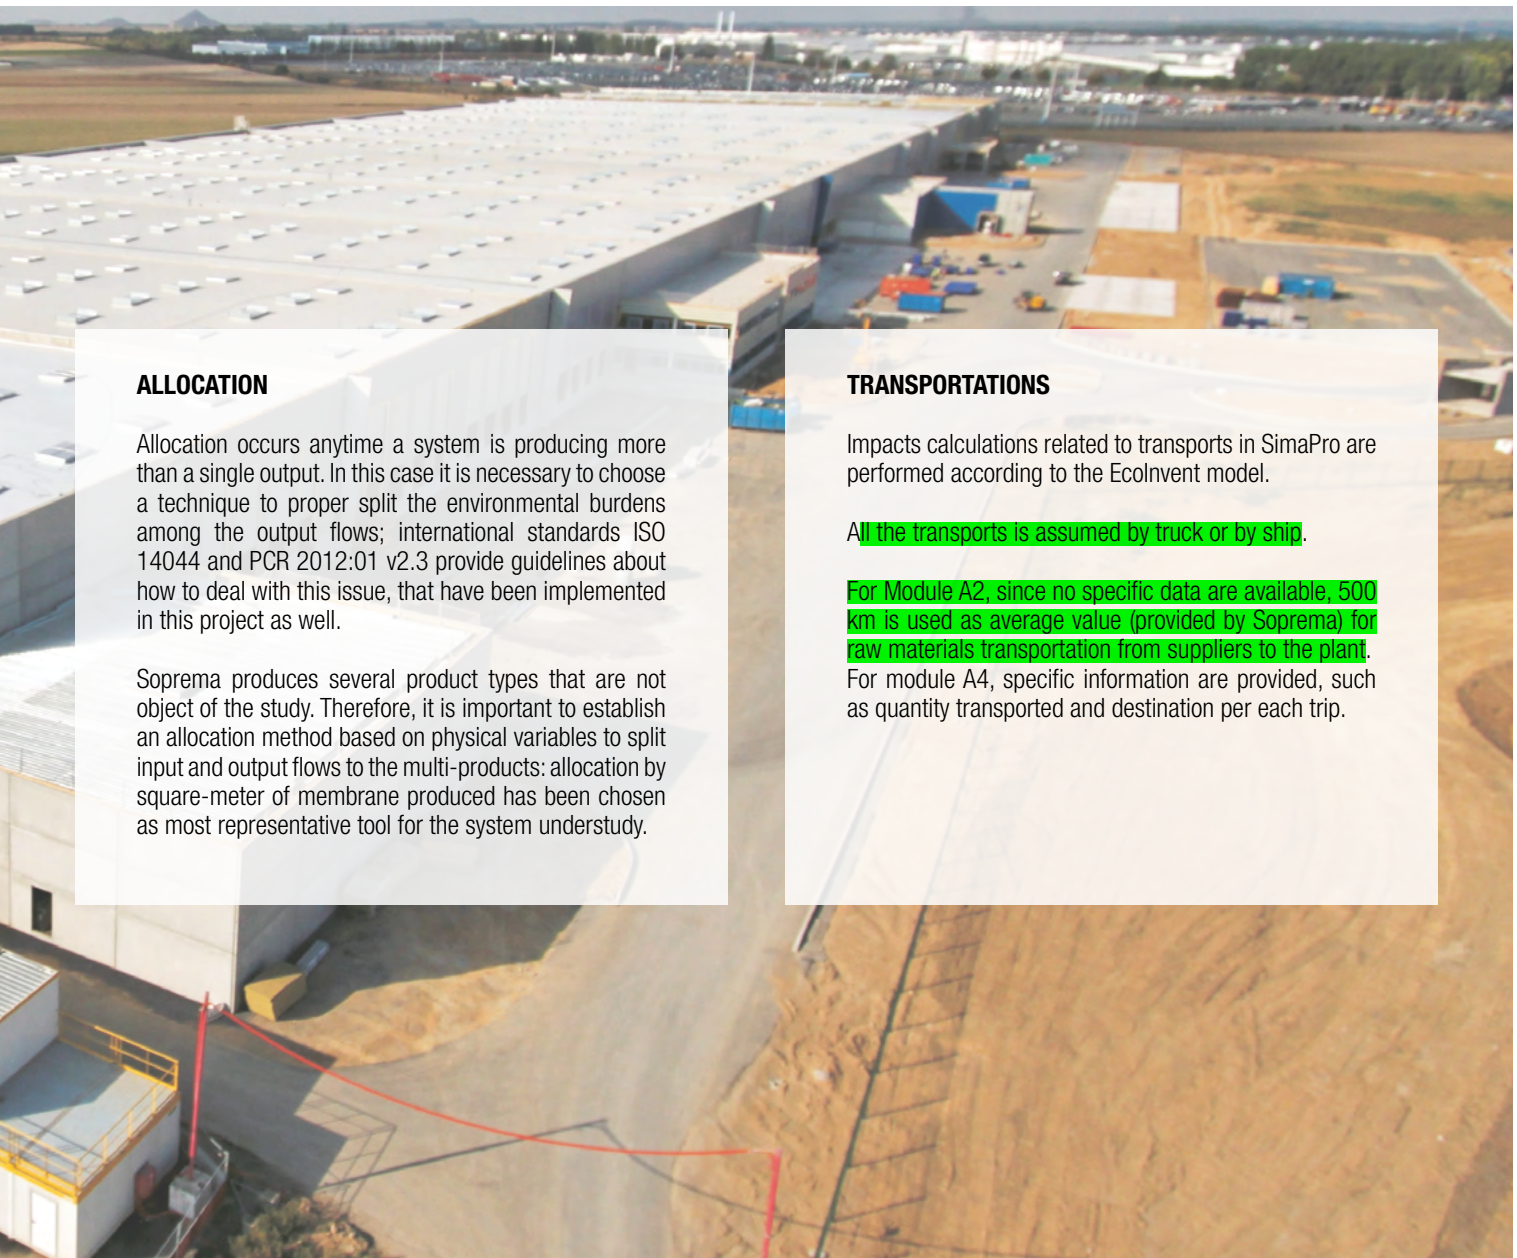 ALLOCATION
Allocation occurs anytime a system is producing more
than a single output. In this case it is necessary to choose
a technique to proper split the environmental burdens
among the output flows; international standards ISO
14044 and PCR 2012:01 v2.3 provide guidelines about
how to deal with this issue, that have been implemented
in this project as well.
Soprema produces several product types that are not
object of the study. Therefore, it is important to establish
an allocation method based on physical variables to split
input and output flows to the multi-products: allocation by
square-meter of membrane produced has been chosen
as most representative tool for the system understudy.
TRANSPORTATIONS
Impacts calculations related to transports in SimaPro are
performed according to the EcoInvent model.
All the transports is assumed by truck or by ship.
For Module A2, since no specific data are available, 500
km is used as average value (provided by Soprema) for
raw materials transportation from suppliers to the plant.
For module A4, specific information are provided, such
as quantity transported and destination per each trip.